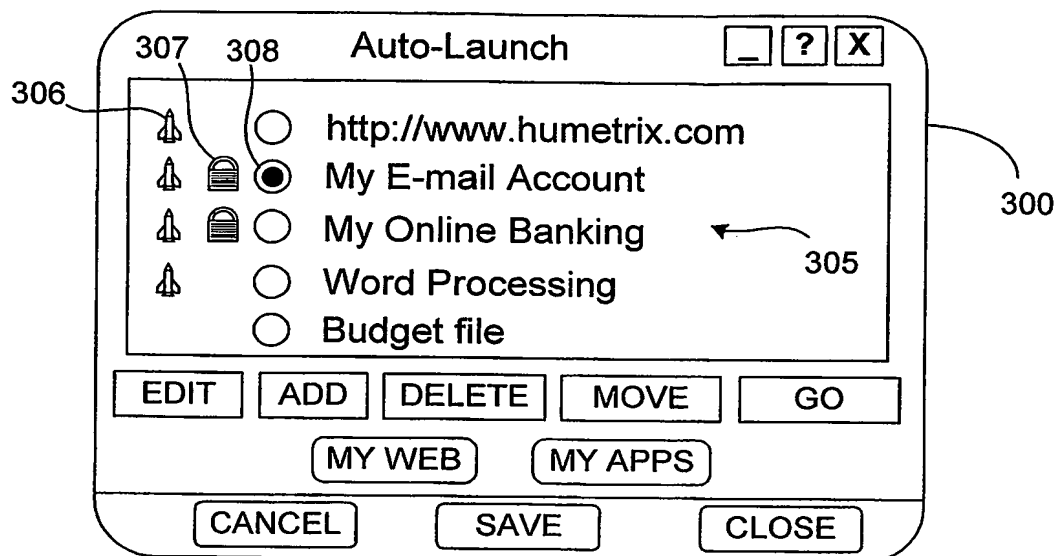 307 308 Auto-Launch _ ? X
306 http://www.humetrix.com
My E-mail Account
300
My Online Banking
305
Word Processing
Budget file
EDIT ADD DELETE MOVE GO
MY WEB MY APPS
CANCEL SAVE CLOSE